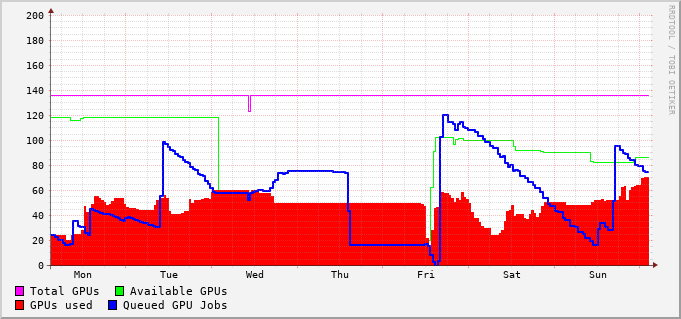 200
180
160
140
120
100
80
60
40
20
0
Mon Tue Wed Thu Fri Sat Sun
Total GPUs Available GPUs
GPUs used Queued GPU Jobs
RRDTOOL / TOBI OETIKER